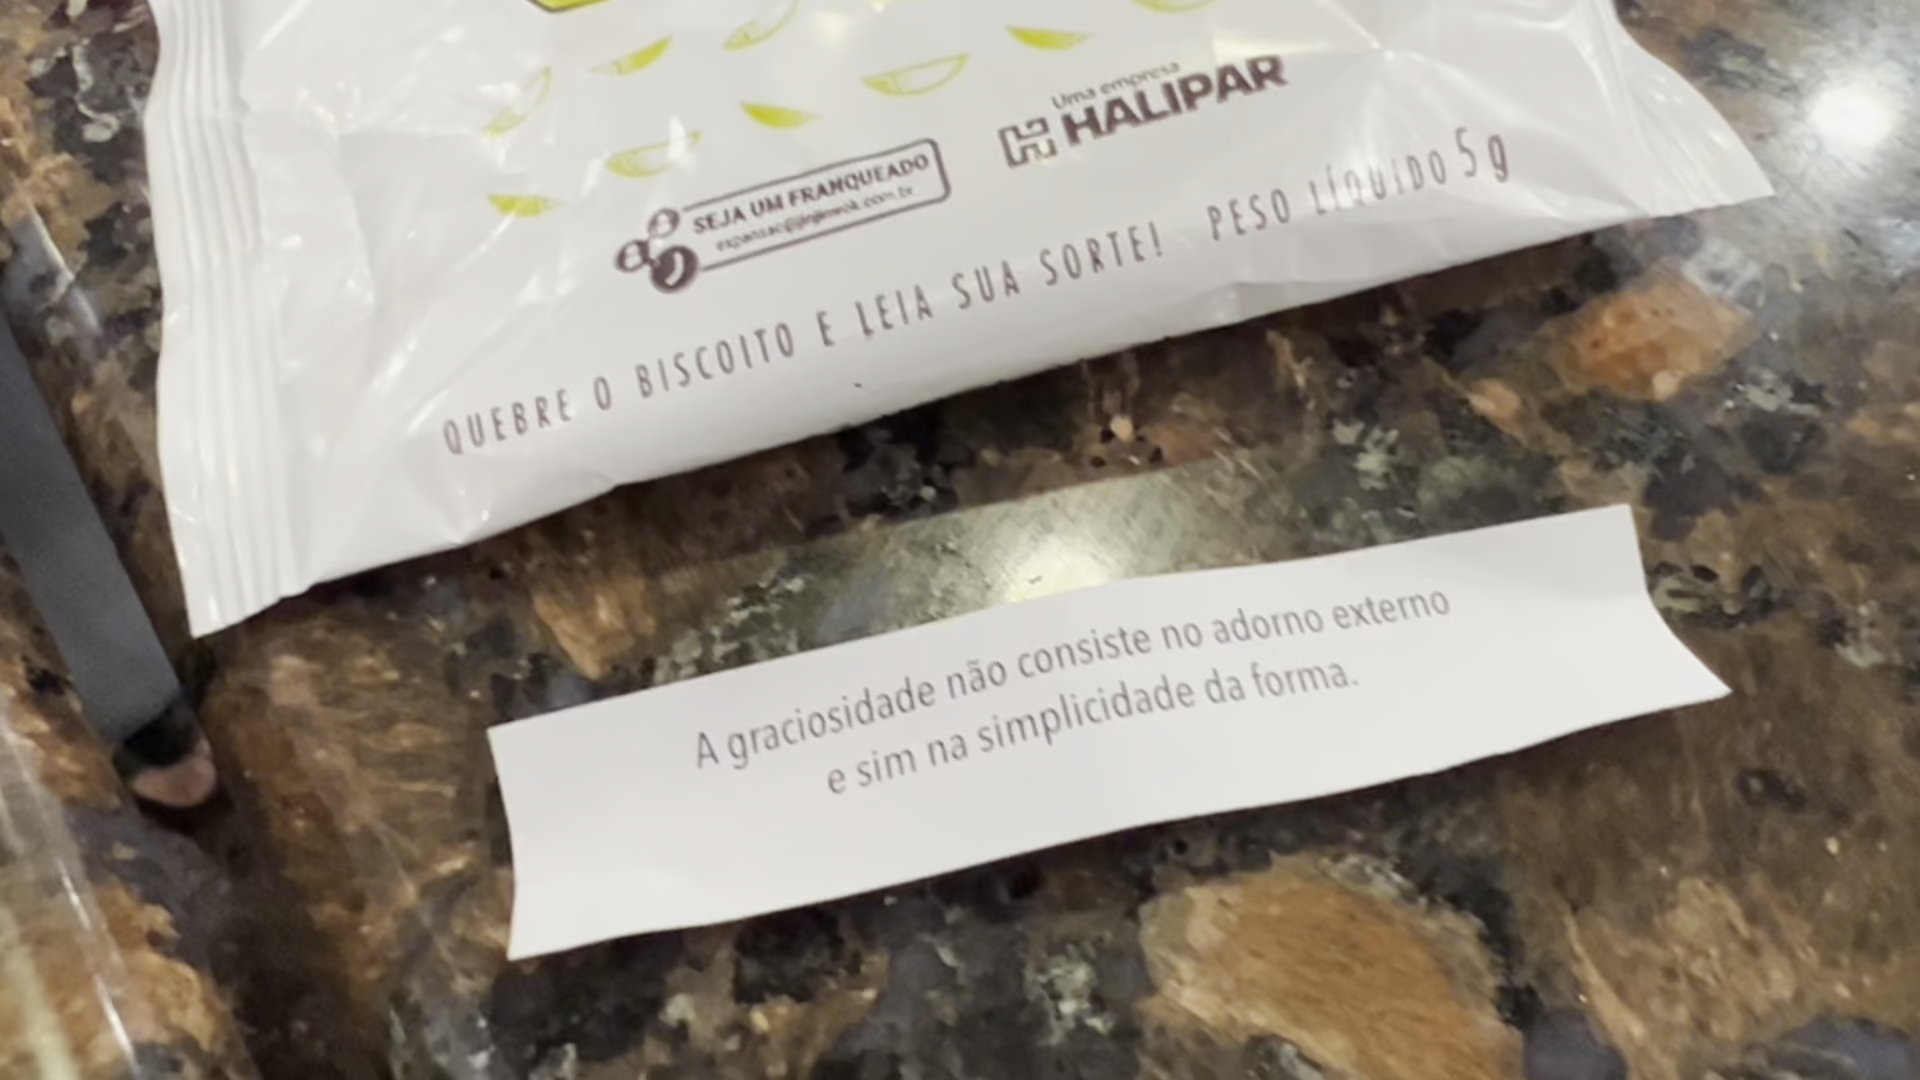 Uma empresa
HALIPAR
SEJA UM FRANQUEADO
QUEBRE O BISCOITO E LEIA SUA SORTE! PESO LÍQUIDO 5 g
A graciosidade não consiste no adorno externo
e sim na simplicidade da forma.